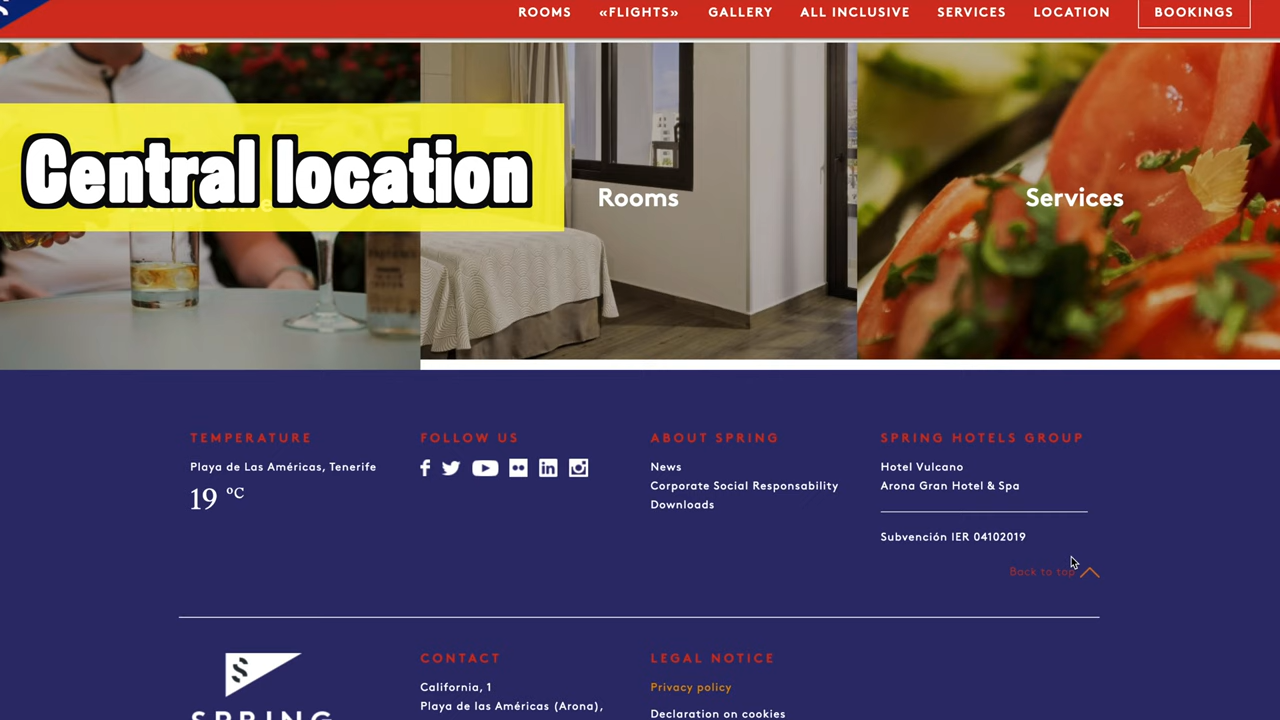 ROOMS «FLIGHTS» GALLERY ALL INCLUSIVE SERVICES LOCATION BOOKINGS
Central location
Rooms
Services
TEMPERATURE
Playa de Las Américas, Tenerife
19 ºC
FOLLOW US
ABOUT SPRING
News
Corporate Social Responsability
Downloads
SPRING HOTELS GROUP
Hotel Vulcano
Arona Gran Hotel & Spa
Subvención IER 04102019
Back to top
S
SPRING
CONTACT
California, 1
Playa de las Américas (Arona),
LEGAL NOTICE
Privacy policy
Declaration on cookies